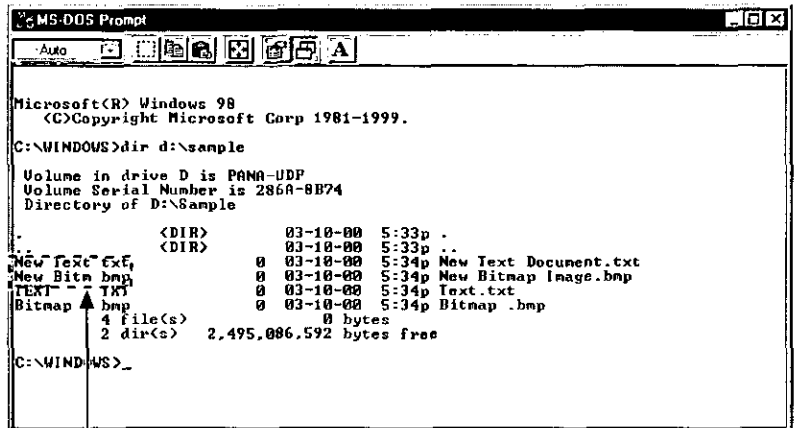 MS-DOS Prompt
Auto
A
Microsoft(R) Windows 98
(C)Copyright Microsoft Corp 1981-1999.
C:\WINDOWS>dir d:\sample
Volume in drive D is PANA-UDF
Volume Serial Number is 286A-8B74
Directory of D:\Sample
. <DIR> 03-10-00 5:33p .
.. <DIR> 03-10-00 5:33p ..
New Text txt 0 03-10-00 5:34p New Text Document.txt
New Bitm bmp 0 03-10-00 5:34p New Bitmap Image.bmp
TEXT TXT 0 03-10-00 5:34p Text.txt
Bitmap bmp 0 03-10-00 5:34p Bitmap .bmp
4 file(s) 0 bytes
2 dir(s) 2,495,086,592 bytes free
C:\WINDOWS>_